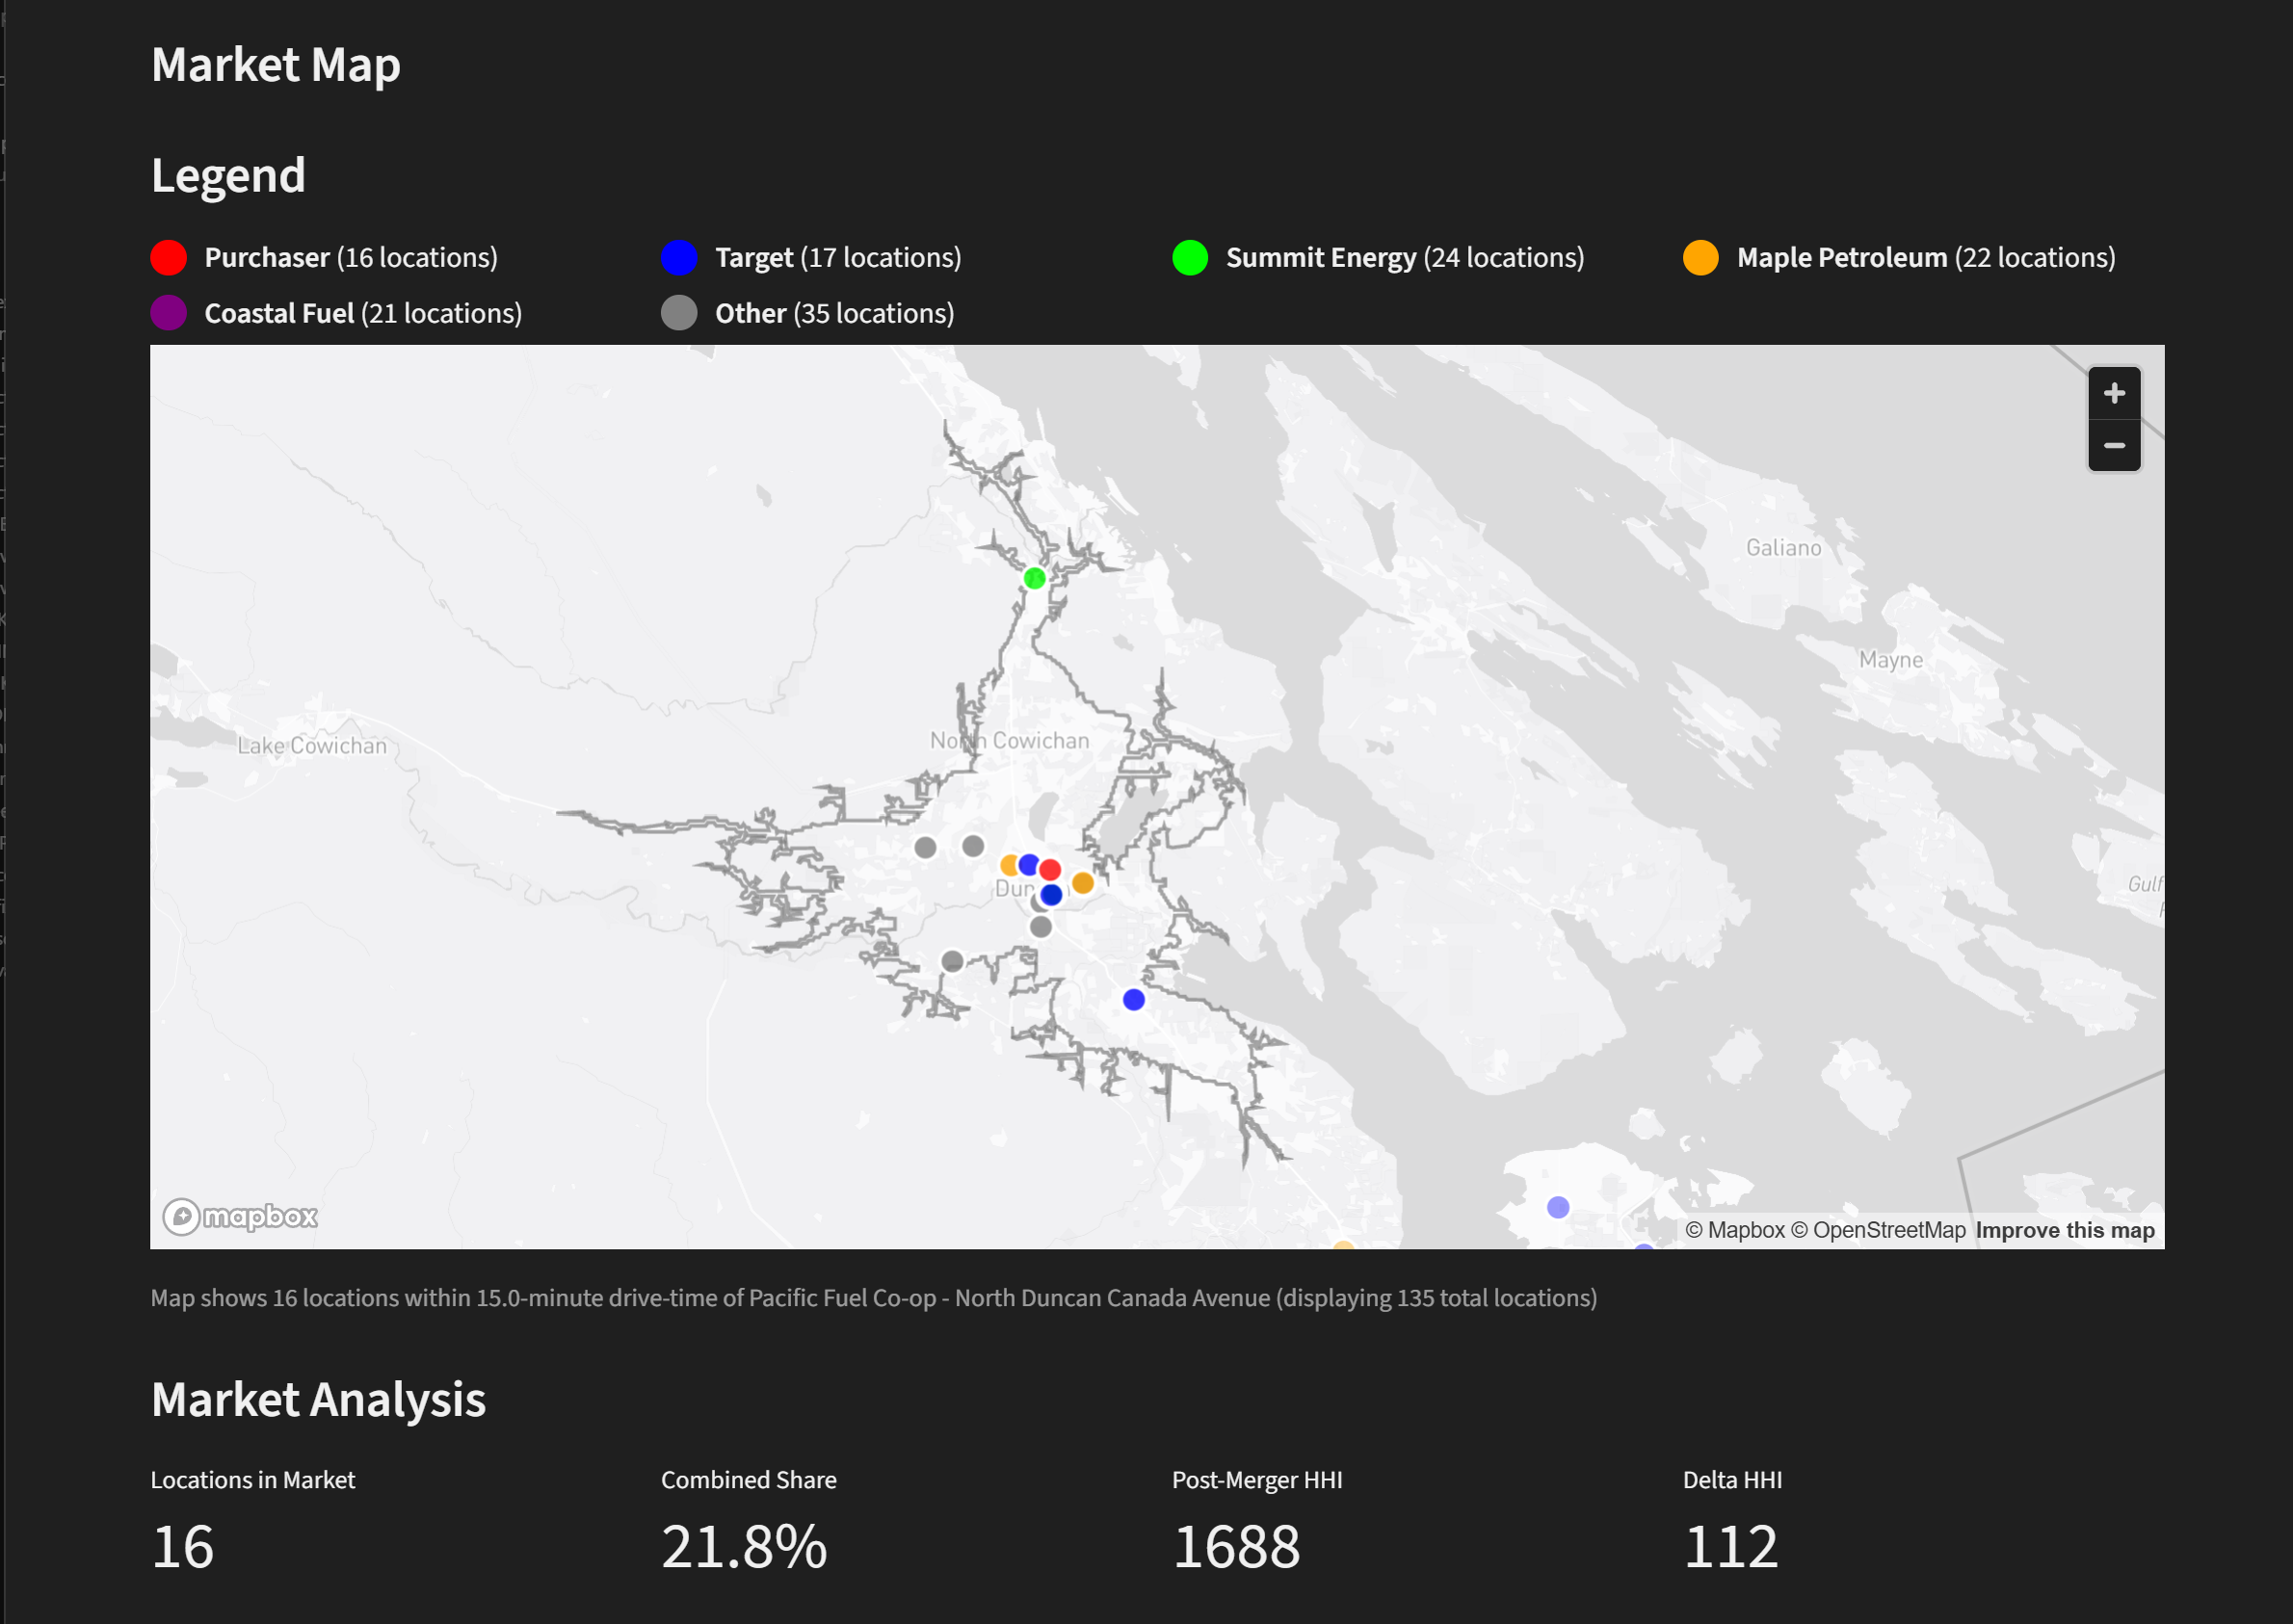 Market Map
Legend
Purchaser (16 locations)
Target (17 locations)
Summit Energy (24 locations)
Maple Petroleum (22 locations)
Coastal Fuel (21 locations)
Other (35 locations)
Galiano
Mayne
Lake Cowichan
North Cowichan
Gulf
mapbox
© Mapbox © OpenStreetMap Improve this map
Map shows 16 locations within 15.0-minute drive-time of Pacific Fuel Co-op - North Duncan Canada Avenue (displaying 135 total locations)
Market Analysis
Locations in Market
Combined Share
Post-Merger HHI
Delta HHI
16
21.8%
1688
112